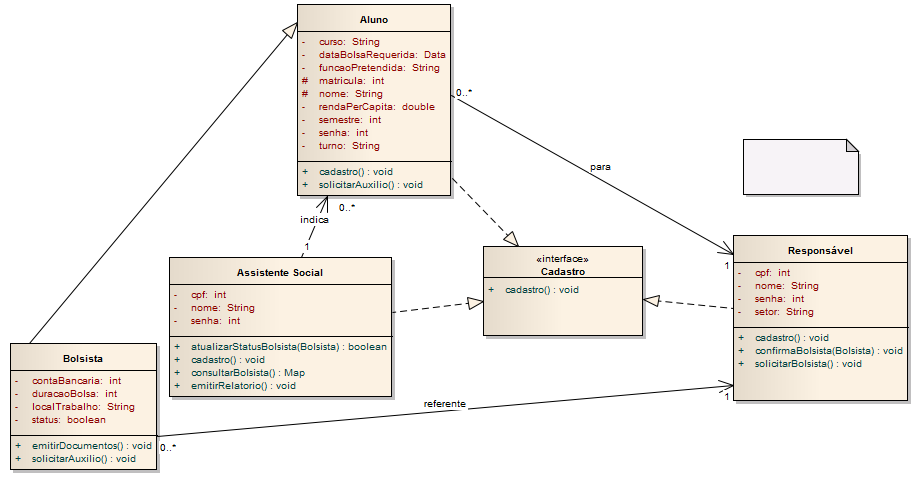 Aluno
- curso: String
- dataBolsaRequerida: Data
- funcaoPretendida: String
# matricula: int
# nome: String
- rendaPerCapita: double
- semestre: int
- senha: int
- turno: String
+ cadastro() : void
+ solicitarAuxilio() : void
0..*
para
1
indica
0..*
1
«interface»
Cadastro
+ cadastro() : void
Responsável
- cpf: int
- nome: String
- senha: int
- setor: String
+ cadastro() : void
+ confirmaBolsista(Bolsista) : void
+ solicitarBolsista() : void
Assistente Social
- cpf: int
- nome: String
- senha: int
+ atualizarStatusBolsista(Bolsista) : boolean
+ cadastro() : void
+ consultarBolsista() : Map
+ emitirRelatorio() : void
Bolsista
- contaBancaria: int
- duracaoBolsa: int
- localTrabalho: String
- status: boolean
+ emitirDocumentos() : void
+ solicitarAuxilio() : void
0..*
referente
1